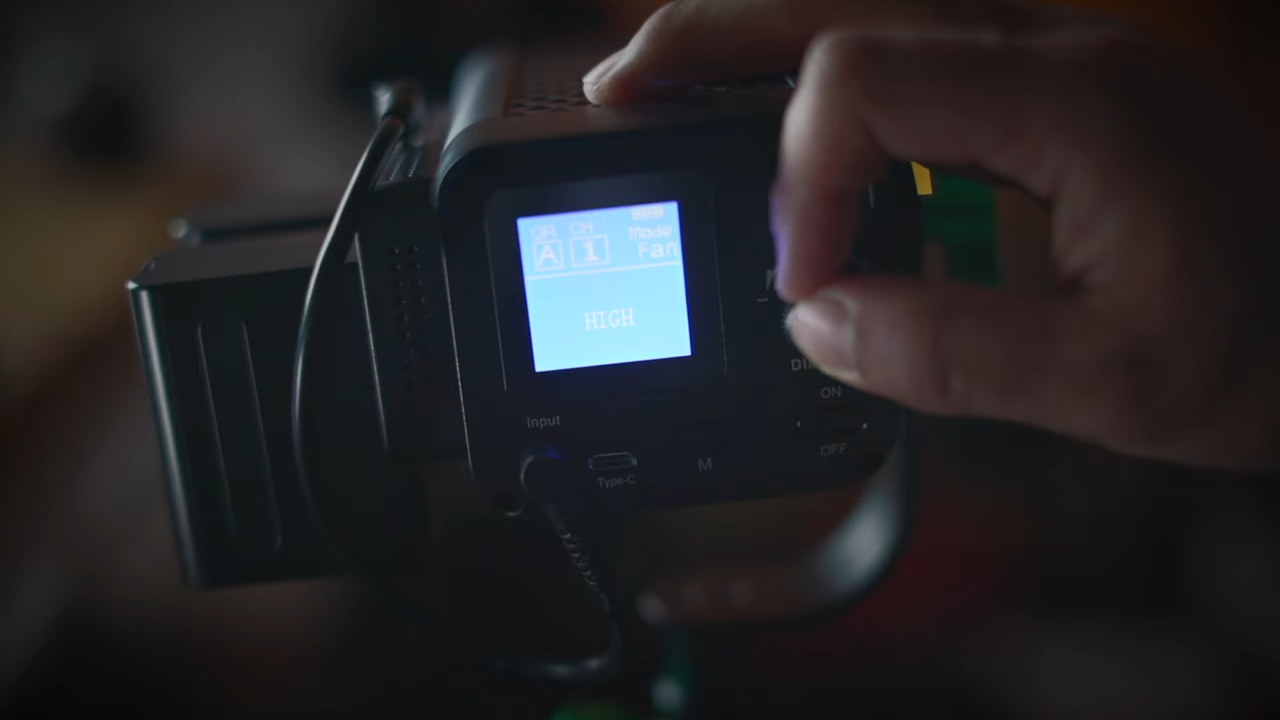 GR CH
Mode
A 1
Fan
HIGH
Input
Type-C
M
ON
OFF